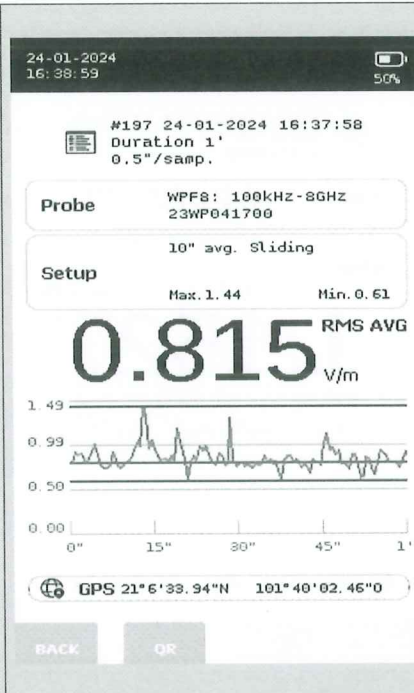 24-01-2024
16:38:59
50%
#197 24-01-2024 16:37:58
Duration 1'
0.5"/samp.
Probe
WPF8: 100kHz-8GHz
23WP041700
Setup
10" avg. Sliding
Max.1.44 Min.0.61
0.815 RMS AVG
V/m
1.49
0.99
0.50
0.00
0" 15" 30" 45" 1'
GPS 21°6'33.94"N 101°40'02.46"O
BACK QR